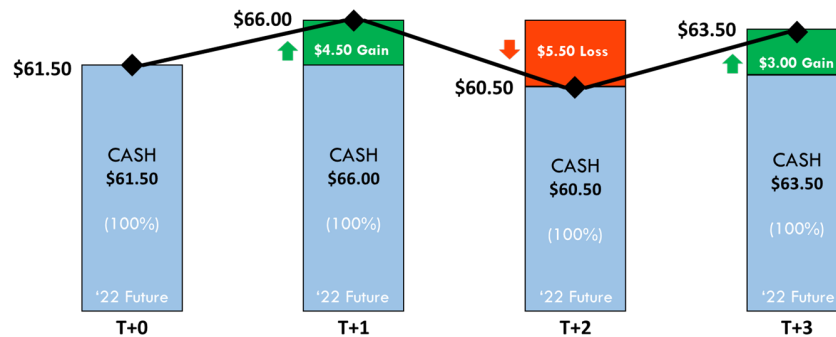 $61.50
CASH
$61.50
(100%)
‘22 Future
T+0
$66.00
$4.50 Gain
CASH
$66.00
(100%)
‘22 Future
T+1
$5.50 Loss
$60.50
CASH
$60.50
(100%)
‘22 Future
T+2
$63.50
$3.00 Gain
CASH
$63.50
(100%)
‘22 Future
T+3